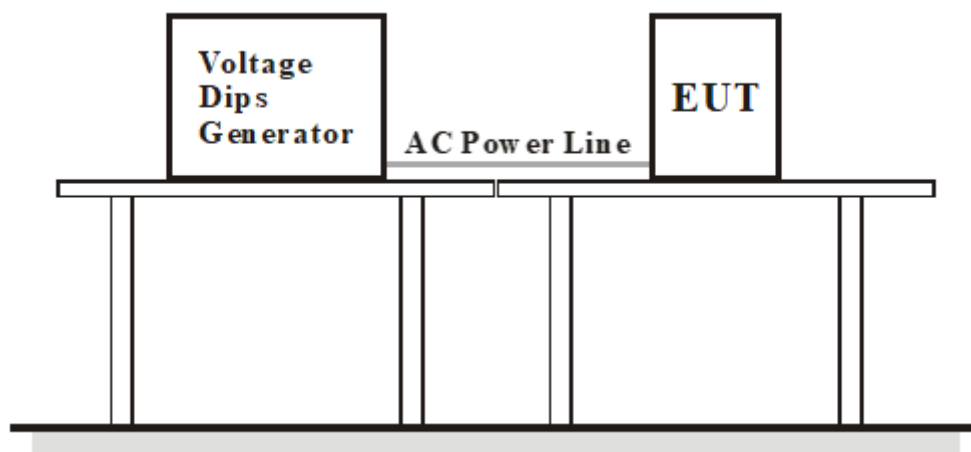 Voltage
Dips
Generator
AC Power Line
EUT